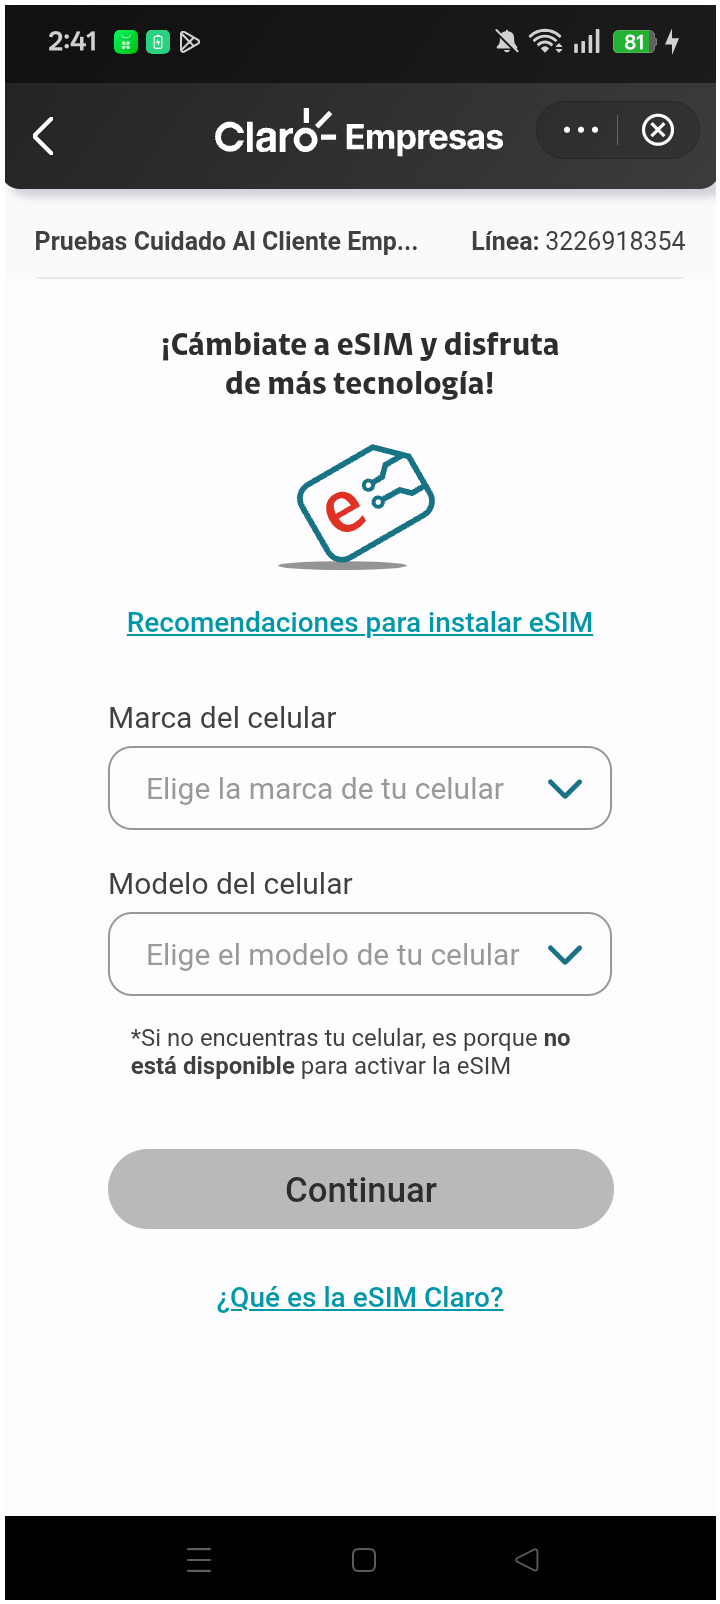 2:41
81
Claro Empresas
Pruebas Cuidado Al Cliente Emp... Línea: 3226918354
¡Cámbiate a eSIM y disfruta
de más tecnología!
e
Recomendaciones para instalar eSIM
Marca del celular
Elige la marca de tu celular
Modelo del celular
Elige el modelo de tu celular
*Si no encuentras tu celular, es porque no
está disponible para activar la eSIM
Continuar
¿Qué es la eSIM Claro?